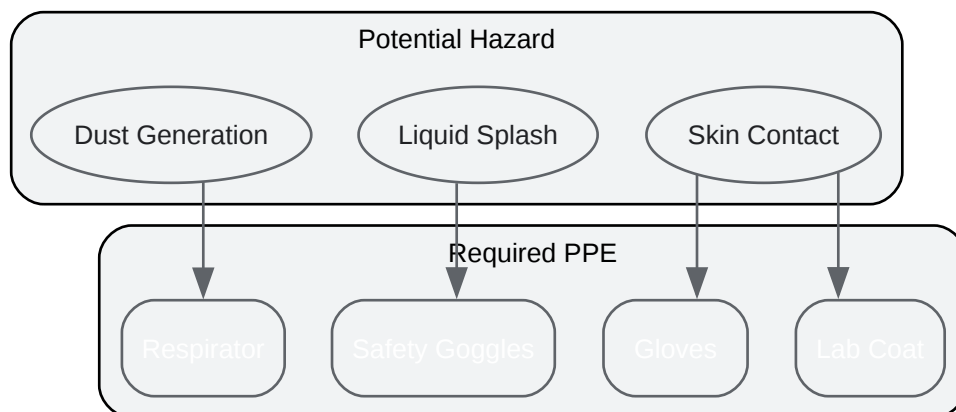 Potential Hazard
Dust Generation
Liquid Splash
Skin Contact
Required PPE
Respirator
Safety Goggles
Gloves
Lab Coat